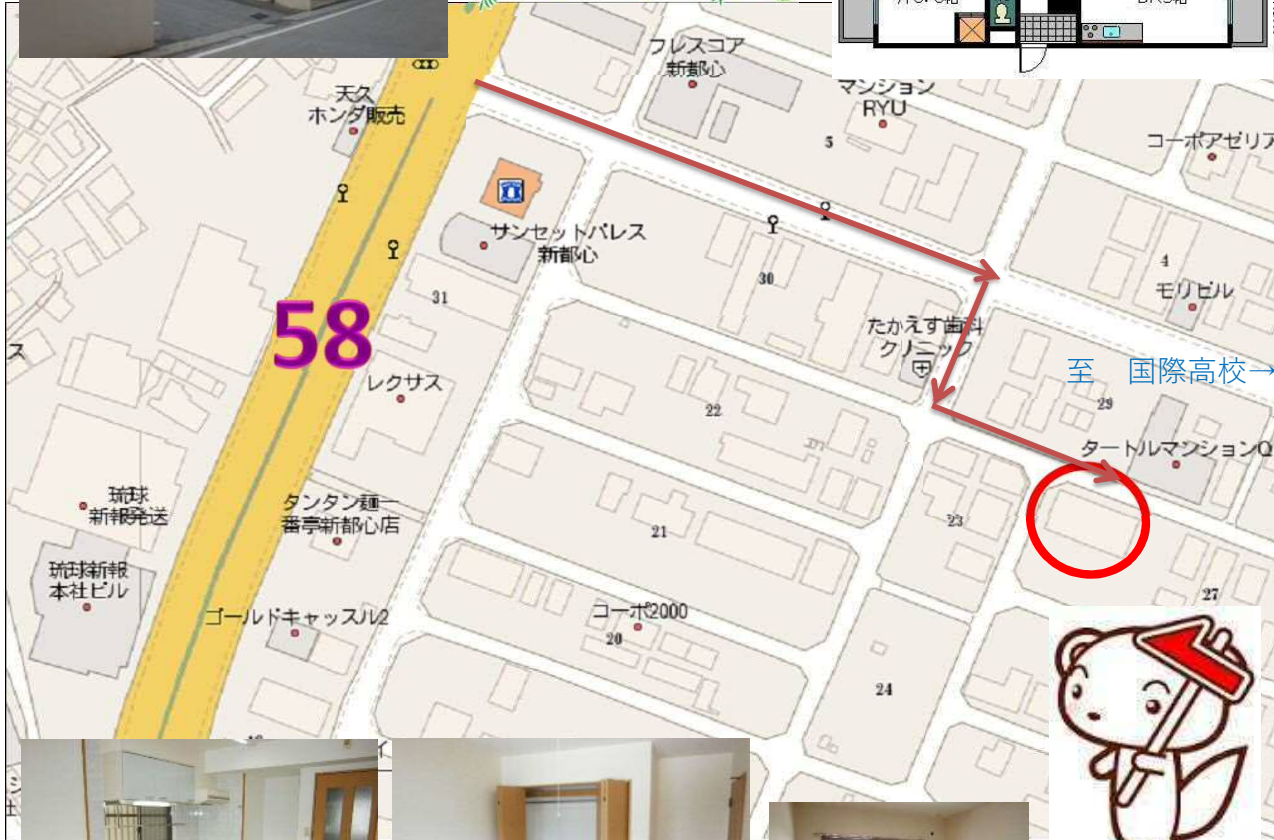 フレスコア
新都心
マンション
RYU
天久
ホンダ販売
5
コーポアゼリア
サンセットパレス
新都心
30
4
モリビル
31
たかえす歯科
クリニック
58
ス
レクサス
至　国際高校→
22
29
タートルマンションQ
琉球
新報発送
タンタン麺一
番亭新都心店
21
23
琉球新報
本社ビル
27
ゴールドキャッスル2
コーポ2000
20
24
イ